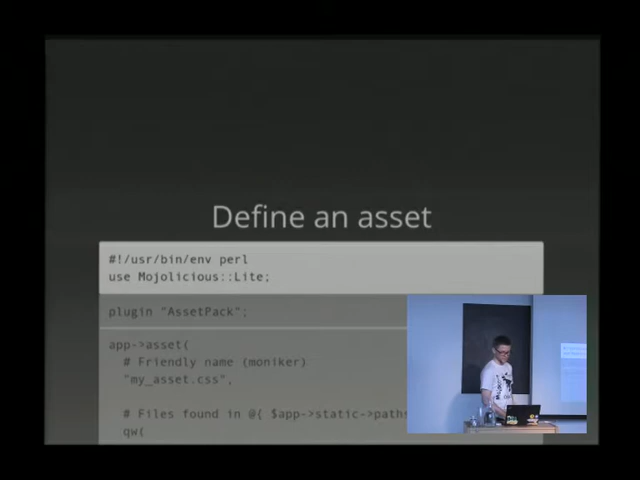 Define an asset
#!/usr/bin/env perl
use Mojolicious::Lite;
plugin "AssetPack";
app->asset(
# Friendly name (moniker)
"my_asset.css",
# Files found in @{ $app->static->paths
qw(